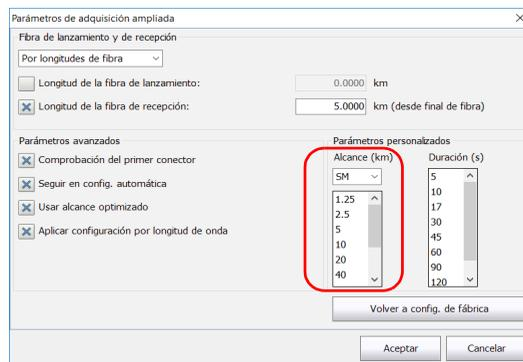 Parámetros de adquisición ampliada
Fibra de lanzamiento y de recepción
Por longitudes de fibra
Longitud de la fibra de lanzamiento: 0.0000 km
Longitud de la fibra de recepción: 5.0000 km (desde final de fibra)
Parámetros avanzados
Comprobación del primer conector
Seguir en config. automática
Usar alcance optimizado
Aplicar configuración por longitud de onda
Parámetros personalizados
Alcance (km)
SM
1.25
2.5
5
10
20
40
Duración (s)
5
10
17
30
45
60
90
120
Volver a config. de fábrica
Aceptar
Cancelar